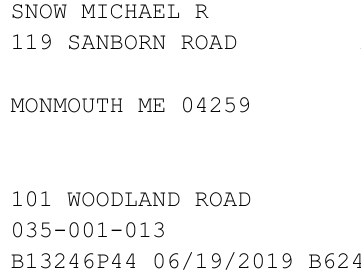 SNOW MICHAEL R
119 SANBORN ROAD
MONMOUTH ME 04259
101 WOODLAND ROAD
035-001-013
B13246P44 06/19/2019 B624